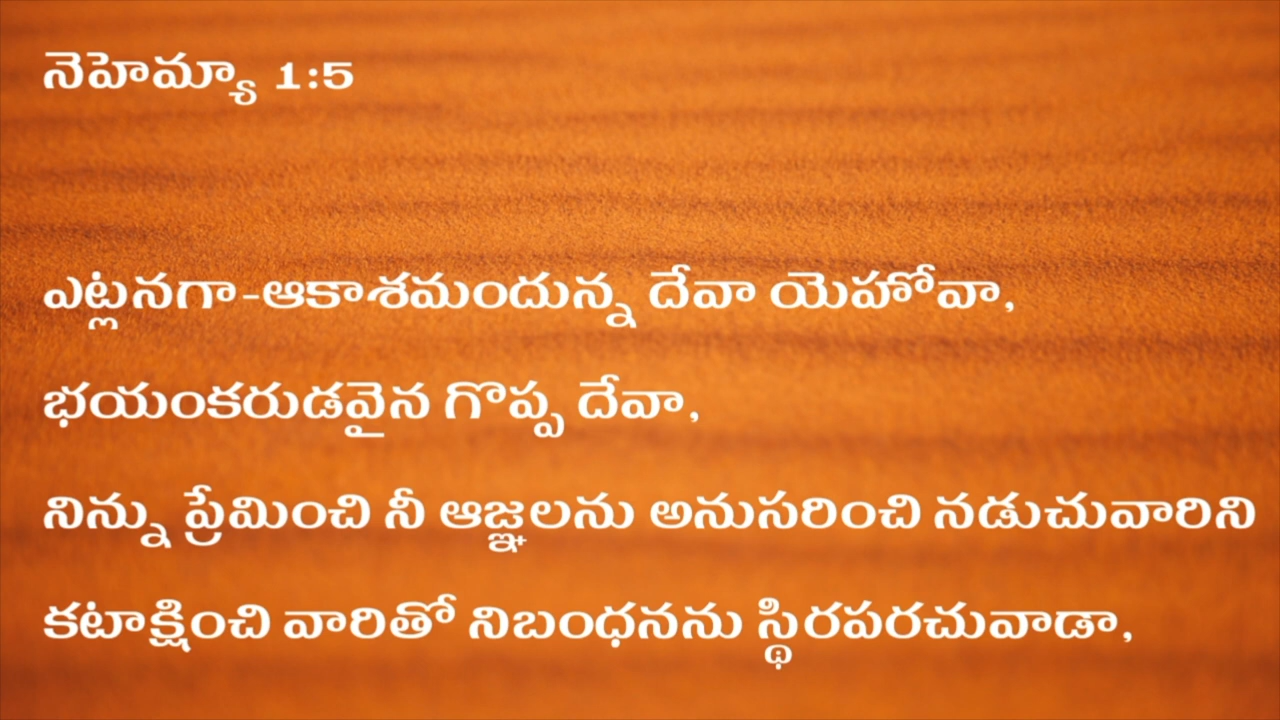 నెహెమ్యా 1:5
ఎట్లనగా-ఆకాశమందున్న దేవా యెహోవా,
భయంకరుడవైన గొప్ప దేవా,
నిన్ను ప్రేమించి నీ ఆజ్ఞలను అనుసరించి నడుచువారిని
కటాక్షించి వారితో నిబంధనను స్థిరపరచువాడా,